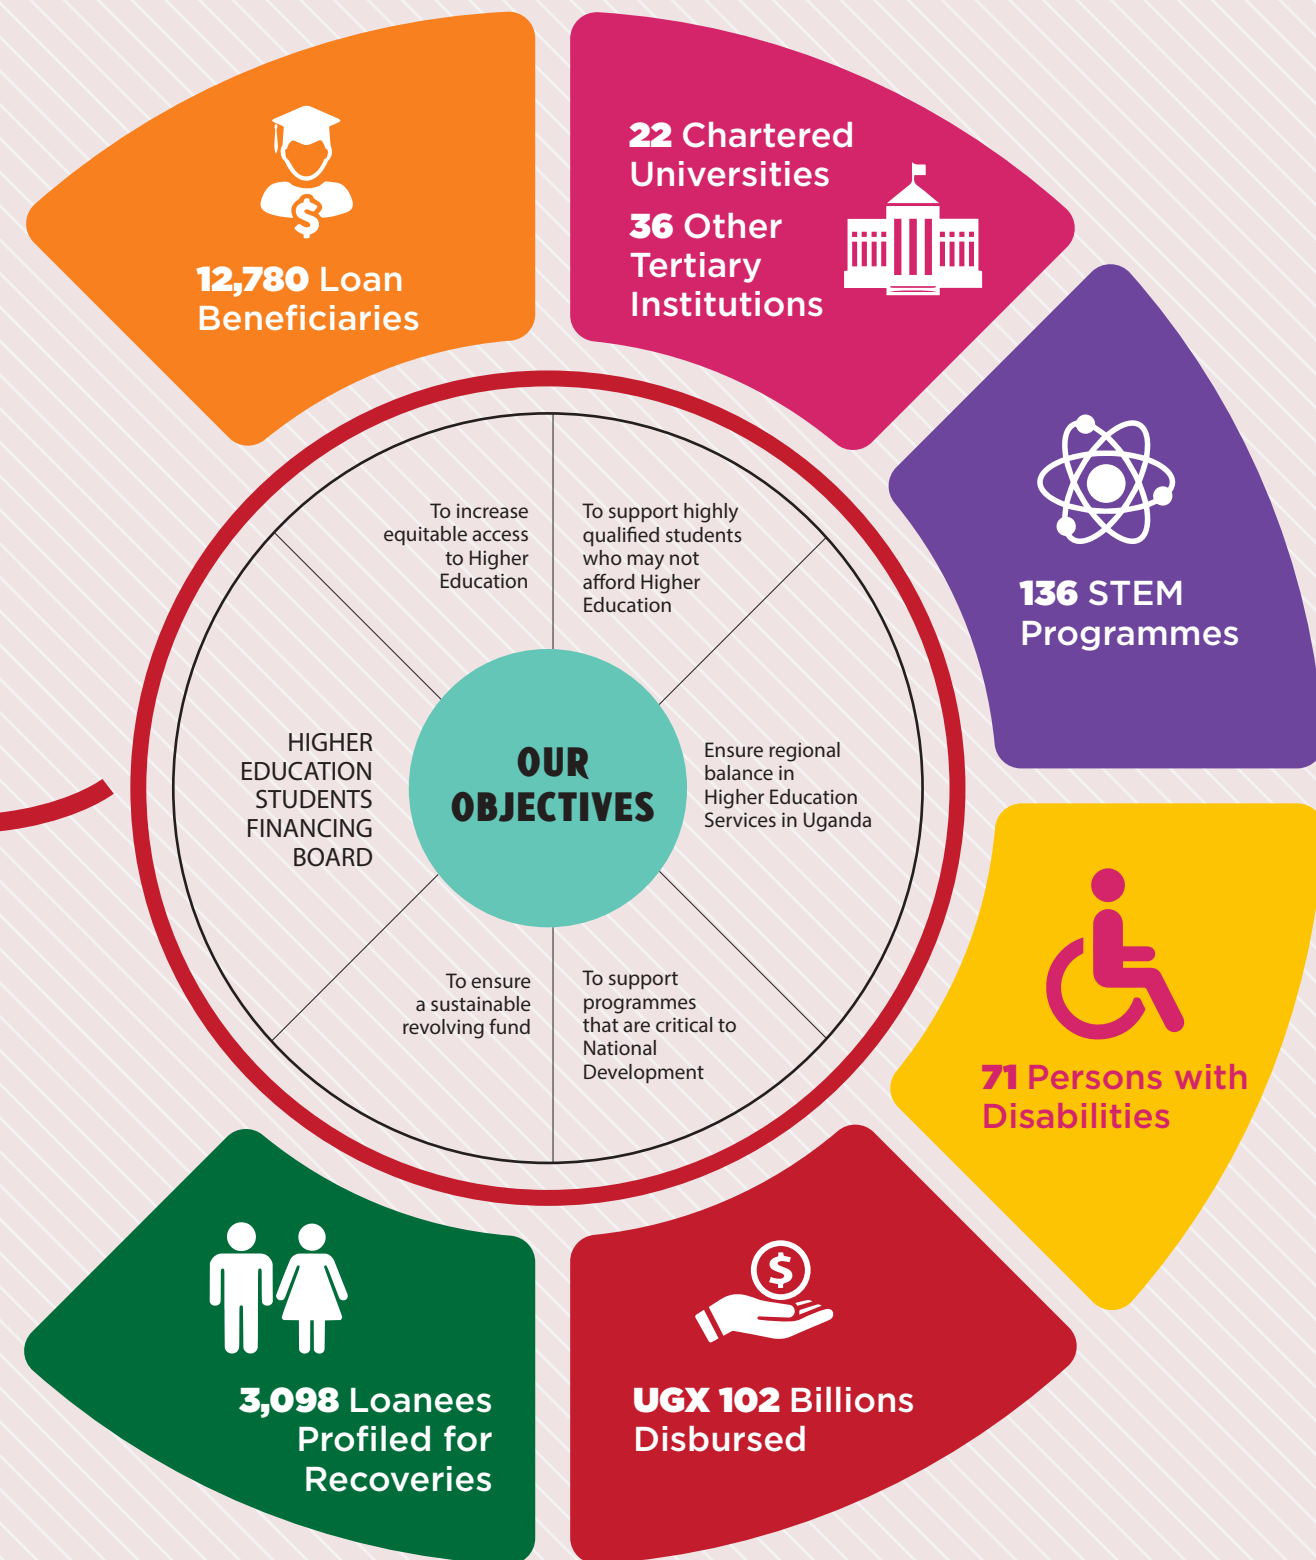 12,780 Loan
Beneficiaries
22 Chartered
Universities
36 Other
Tertiary
Institutions
136 STEM
Programmes
71 Persons with
Disabilities
UGX 102 Billions
Disbursed
3,098 Loanees
Profiled for
Recoveries
OUR
OBJECTIVES
HIGHER
EDUCATION
STUDENTS
FINANCING
BOARD
To increase
equitable access
to Higher
Education
To support highly
qualified students
who may not
afford Higher
Education
Ensure regional
balance in
Higher Education
Services in Uganda
To support
programmes
that are critical to
National
Development
To ensure
a sustainable
revolving fund
$
$